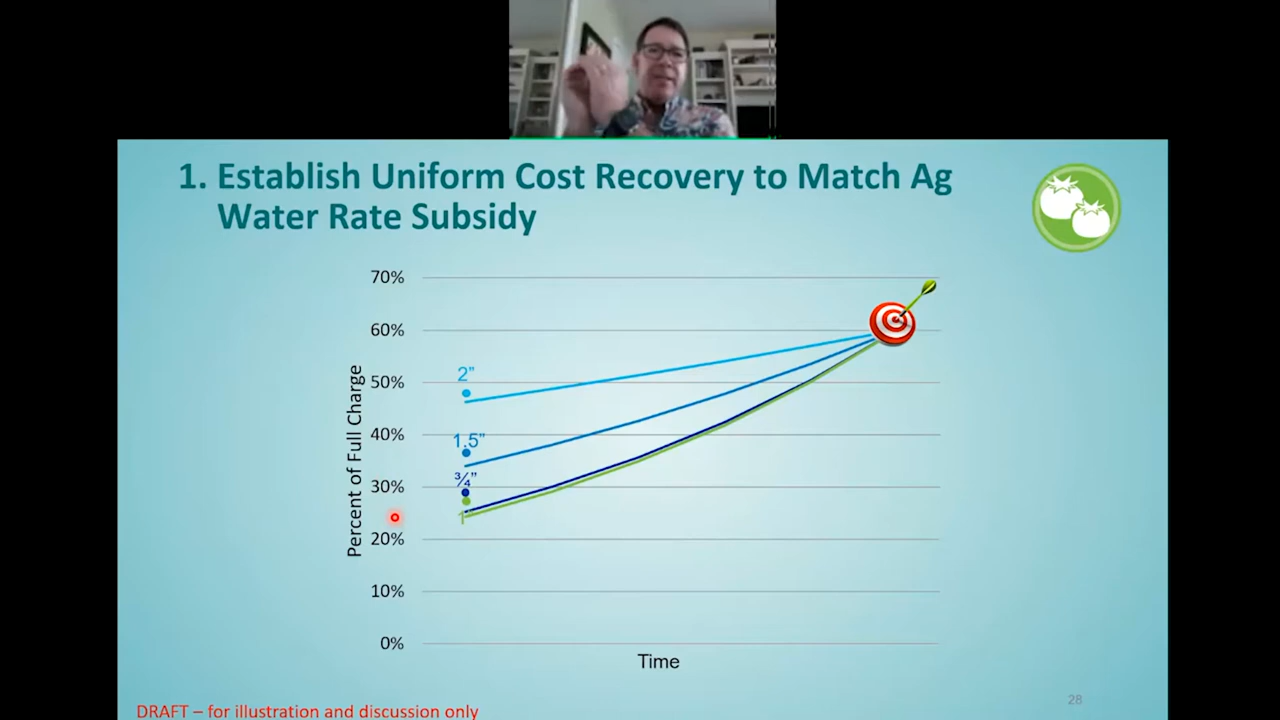 1. Establish Uniform Cost Recovery to Match Ag
Water Rate Subsidy
70%
60%
50%
40%
30%
20%
10%
0%
Percent of Full Charge
2”
1.5”
¾”
1
Time
28
DRAFT – for illustration and discussion only